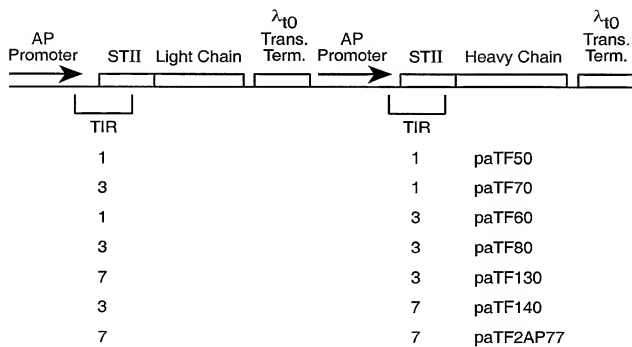 AP Promoter STII Light Chain λt0 Trans. Term. AP Promoter STII Heavy Chain λt0 Trans. Term.
TIR TIR
1 1 paTF50
3 1 paTF70
1 3 paTF60
3 3 paTF80
7 3 paTF130
3 7 paTF140
7 7 paTF2AP77